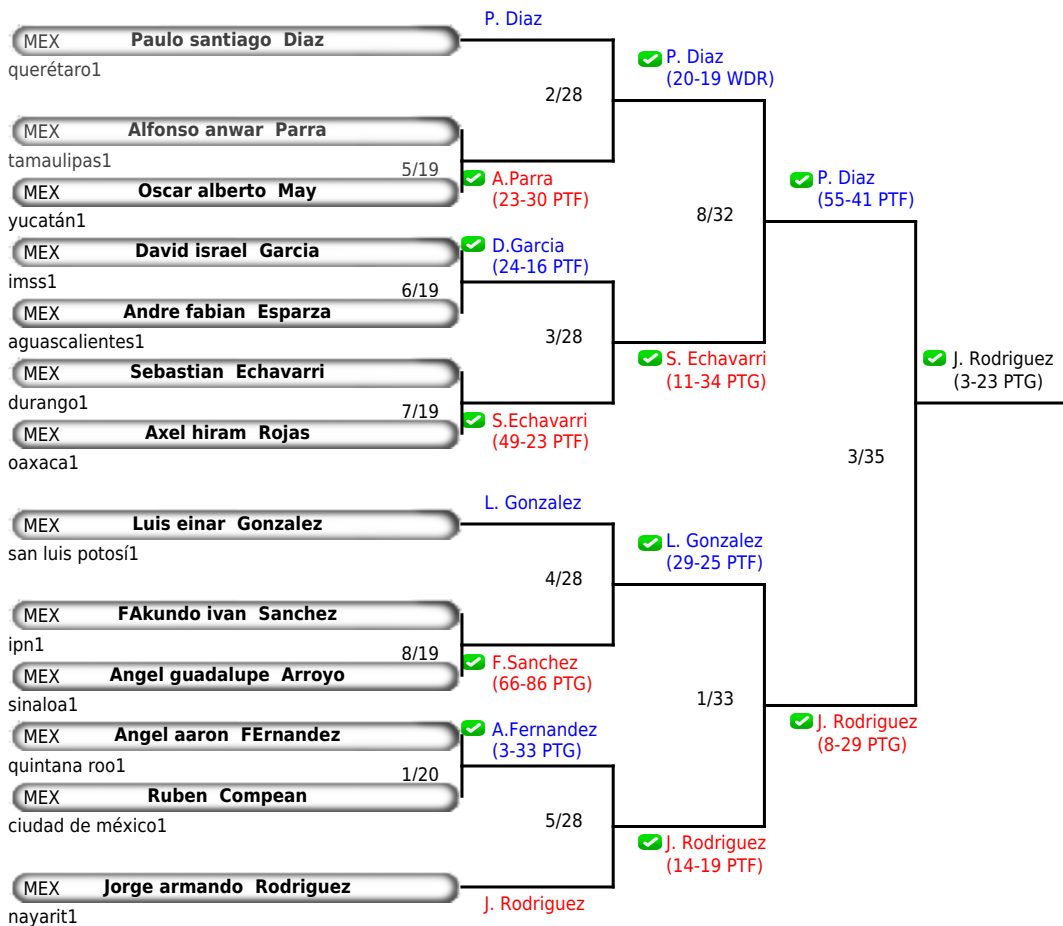 P. Diaz
MEX Paulo santiago Diaz
querétaro1
P. Diaz
(20-19 WDR)
2/28
MEX Alfonso anwar Parra
tamaulipas1
5/19
A.Parra
(23-30 PTF)
MEX Oscar alberto May
yucatán1
P. Diaz
(55-41 PTF)
8/32
MEX David israel Garcia
imss1
D.Garcia
(24-16 PTF)
6/19
MEX Andre fabian Esparza
aguascalientes1
3/28
S. Echavarri
(11-34 PTG)
MEX Sebastian Echavarri
durango1
7/19
S.Echavarri
(49-23 PTF)
MEX Axel hiram Rojas
oaxaca1
J. Rodriguez
(3-23 PTG)
3/35
L. Gonzalez
MEX Luis einar Gonzalez
san luis potosí1
L. Gonzalez
(29-25 PTF)
4/28
MEX FAkundo ivan Sanchez
ipn1
8/19
F.Sanchez
(66-86 PTG)
MEX Angel guadalupe Arroyo
sinaloa1
1/33
J. Rodriguez
(8-29 PTG)
MEX Angel aaron FErnandez
quintana roo1
A.Fernandez
(3-33 PTG)
1/20
MEX Ruben Compean
ciudad de méxico1
5/28
J. Rodriguez
(14-19 PTF)
MEX Jorge armando Rodriguez
nayarit1
J. Rodriguez